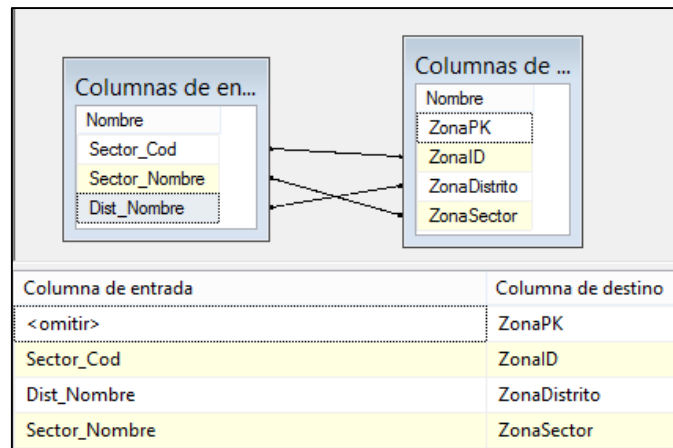 Columnas de en...
Nombre
Sector_Cod
Sector_Nombre
Dist_Nombre
Columnas de ...
Nombre
ZonaPK
ZonaID
ZonaDistrito
ZonaSector
Columna de entrada Columna de destino
<omitir> ZonaPK
Sector_Cod ZonaID
Dist_Nombre ZonaDistrito
Sector_Nombre ZonaSector